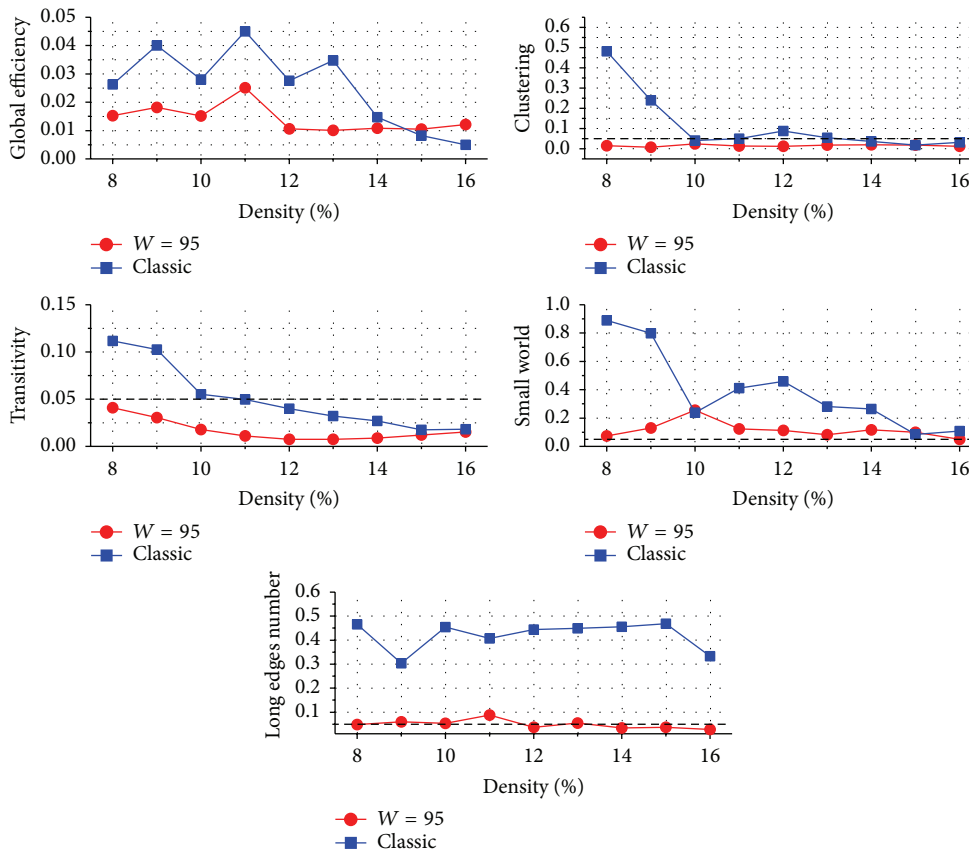 Global efficiency
0.05
0.04
0.03
0.02
0.01
0.00
8 10 12 14 16
Density (%)
W = 95
Classic
Clustering
0.6
0.5
0.4
0.3
0.2
0.1
0.0
8 10 12 14 16
Density (%)
W = 95
Classic
Transitivity
0.15
0.10
0.05
0.00
8 10 12 14 16
Density (%)
W = 95
Classic
Small world
1.0
0.8
0.6
0.4
0.2
0.0
8 10 12 14 16
Density (%)
W = 95
Classic
Long edges number
0.6
0.5
0.4
0.3
0.2
0.1
8 10 12 14 16
Density (%)
W = 95
Classic